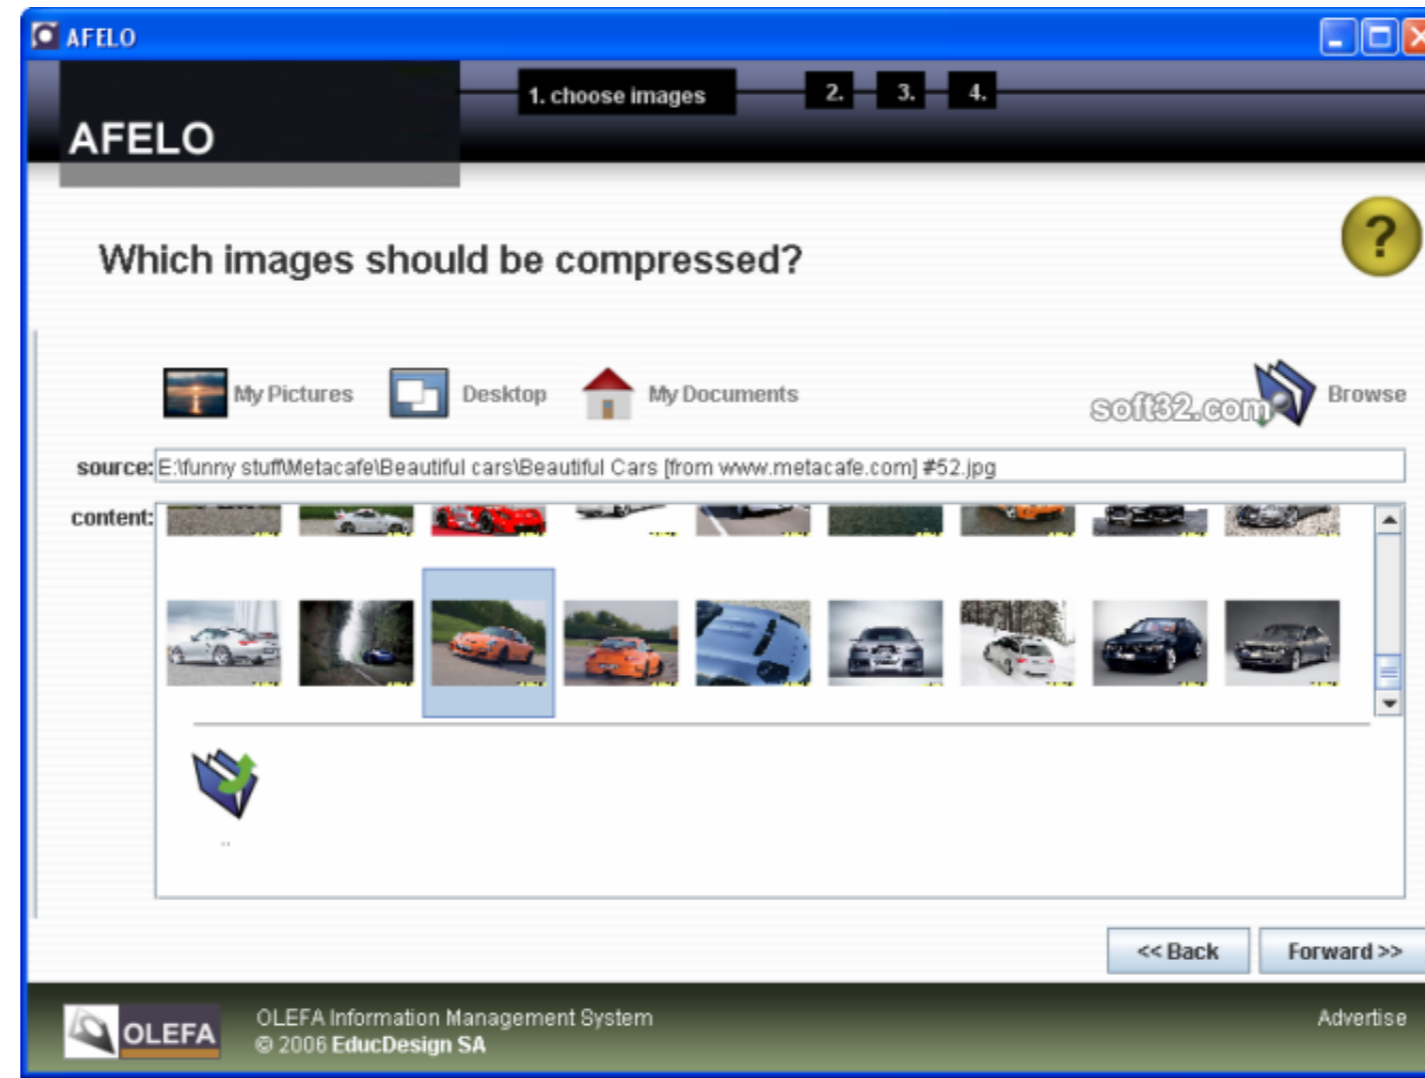 AFELO
1. choose images 2. 3. 4.
AFELO
?
Which images should be compressed?
My Pictures Desktop My Documents soft32.com Browse
source: E:\funny stuff\Metacafe\Beautiful cars\Beautiful Cars [from www.metacafe.com] #52.jpg
content:
..
<< Back Forward >>
OLEFA OLEFA Information Management System Advertise
© 2006 EducDesign SA